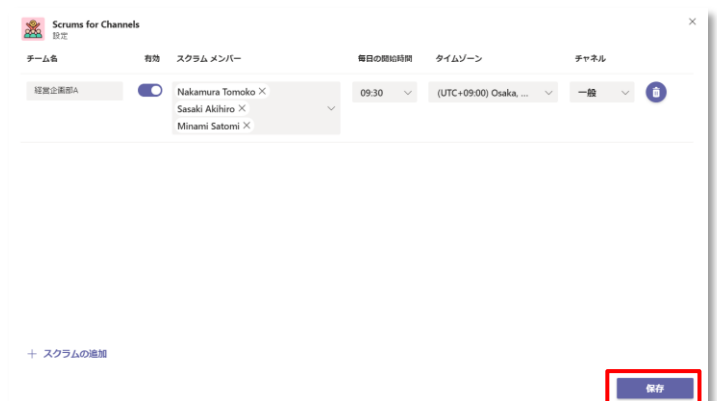 Scrums for Channels
設定
チーム名 有効 スクラム メンバー 毎日の開始時間 タイムゾーン チャネル
経営企画部A Nakamura Tomoko × 09:30 (UTC+09:00) Osaka, ... 一般
Sasaki Akihiro ×
Minami Satomi ×
+ スクラムの追加
保存